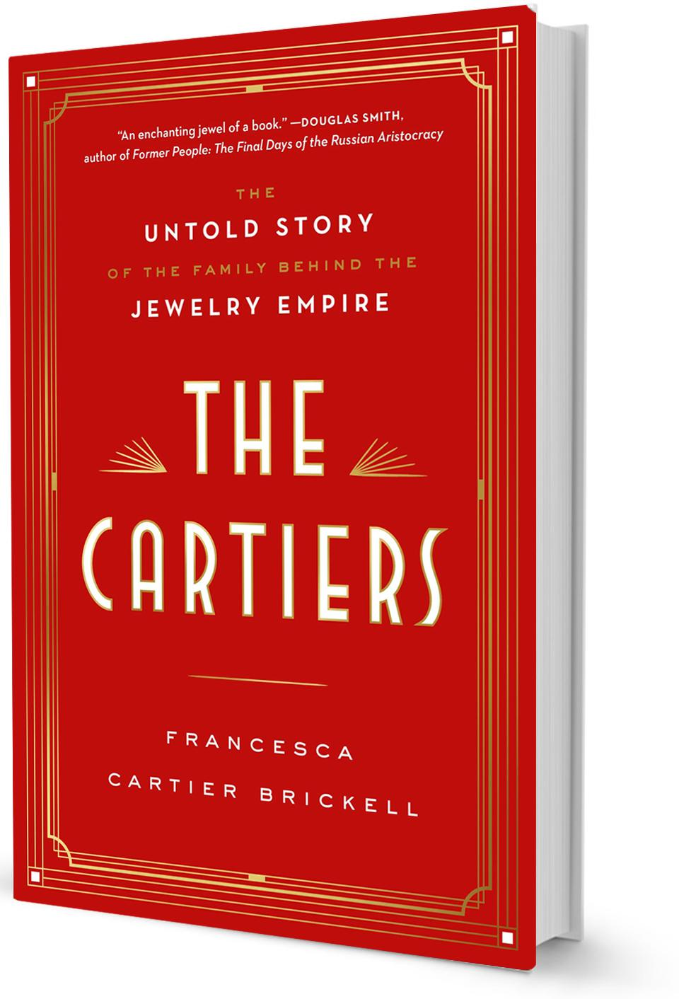 “An enchanting jewel of a book.” —DOUGLAS SMITH,
author of Former People: The Final Days of the Russian Aristocracy
THE
UNTOLD STORY
OF THE FAMILY BEHIND THE
JEWELRY EMPIRE
THE
CARTIERS
FRANCESCA
CARTIER BRICKELL